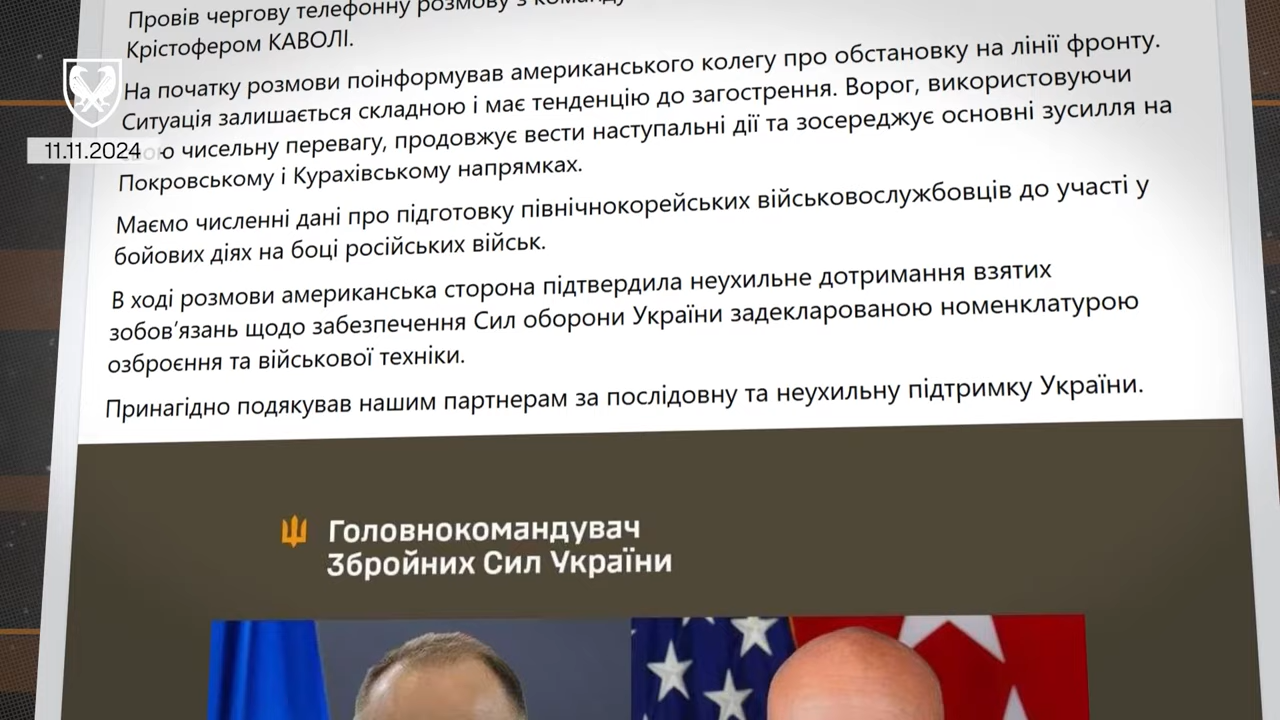 Провів чергову телефонну розмову з
Крістофером КАВОЛІ.
На початку розмови поінформував американського колегу про обстановку на лінії фронту.
Ситуація залишається складною і має тенденцію до загострення. Ворог, використовуючи
11.11.2024
свою чисельну перевагу, продовжує вести наступальні дії та зосереджує основні зусилля на
Покровському і Курахівському напрямках.
Маємо численні дані про підготовку північнокорейських військовослужбовців до участі у
бойових діях на боці російських військ.
В ході розмови американська сторона підтвердила неухильне дотримання взятих
зобов’язань щодо забезпечення Сил оборони України задекларованою номенклатурою
озброєння та військової техніки.
Принагідно подякував нашим партнерам за послідовну та неухильну підтримку України.
Головнокомандувач
Збройних Сил України